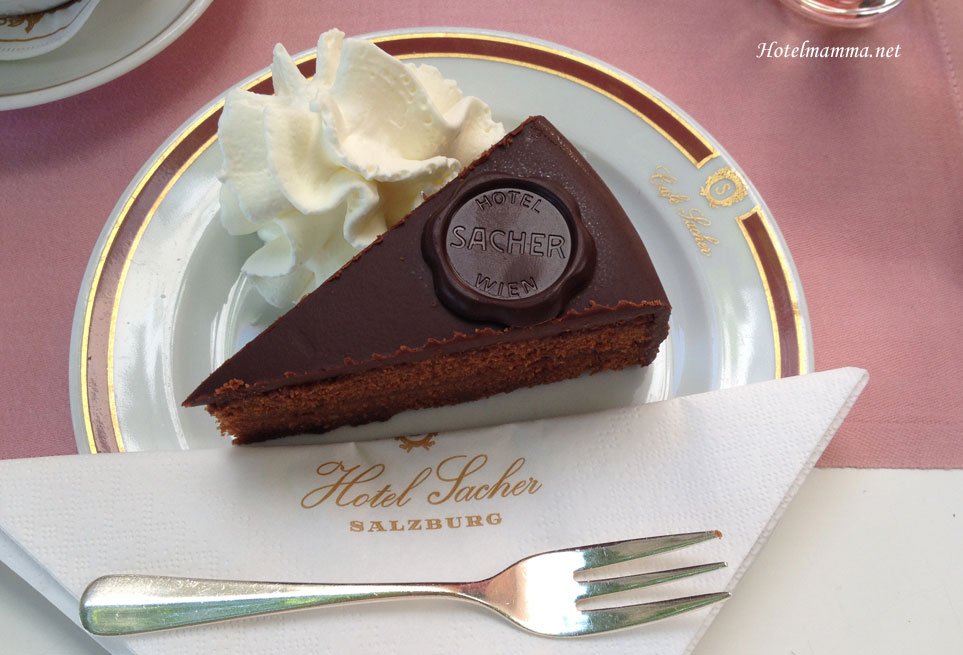 Hotelmamma.net
HOTEL
SACHER
WIEN
S
Café Sacher
Hotel Sacher
SALZBURG